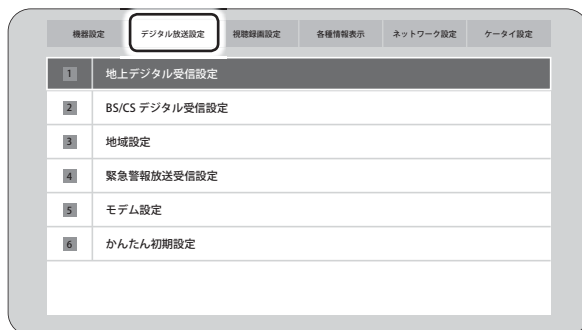 機器設定 デジタル放送設定 視聴録画設定 各種情報表示 ネットワーク設定 ケータイ設定
1 地上デジタル受信設定
2 BS/CS デジタル受信設定
3 地域設定
4 緊急警報放送受信設定
5 モデム設定
6 かんたん初期設定